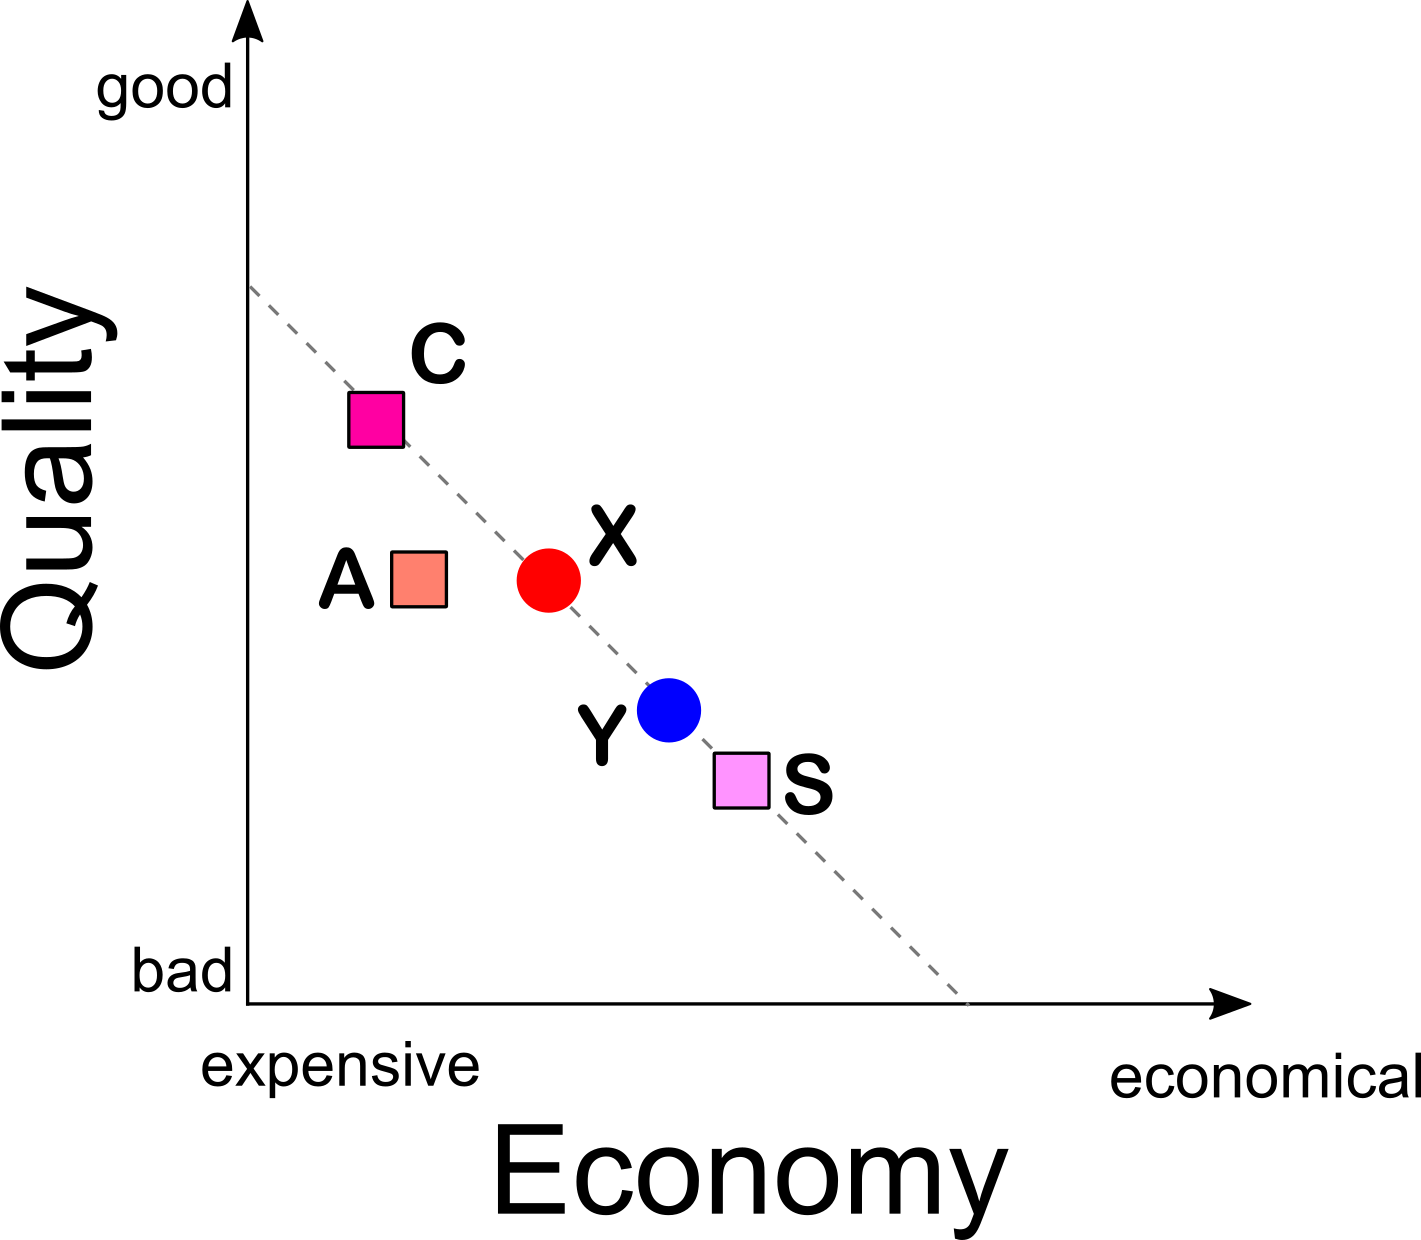 good
Quality
C
X
A
Y
S
bad
expensive
economical
Economy